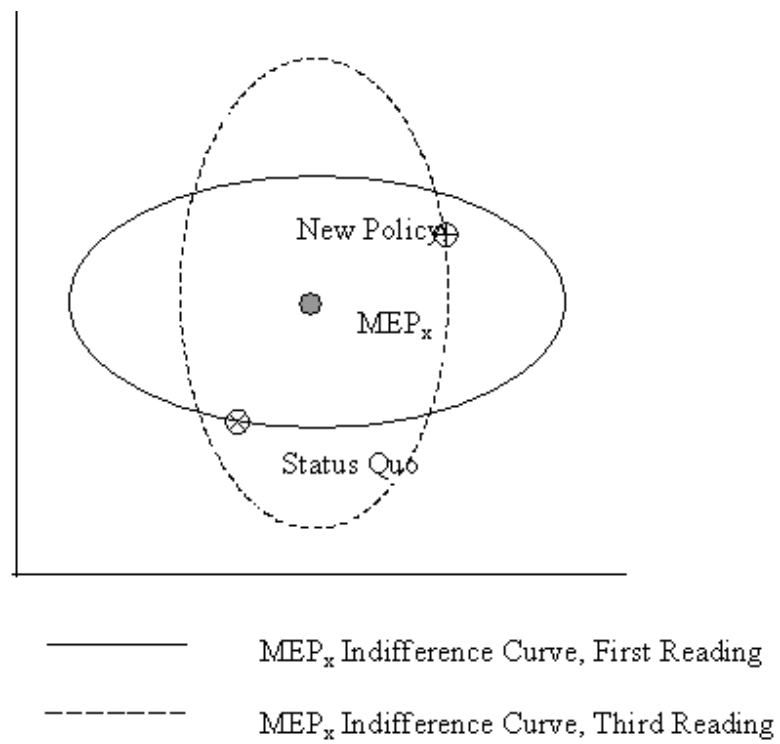 New Policy
MEPx
Status Quo
MEPx Indifference Curve, First Reading
MEPx Indifference Curve, Third Reading